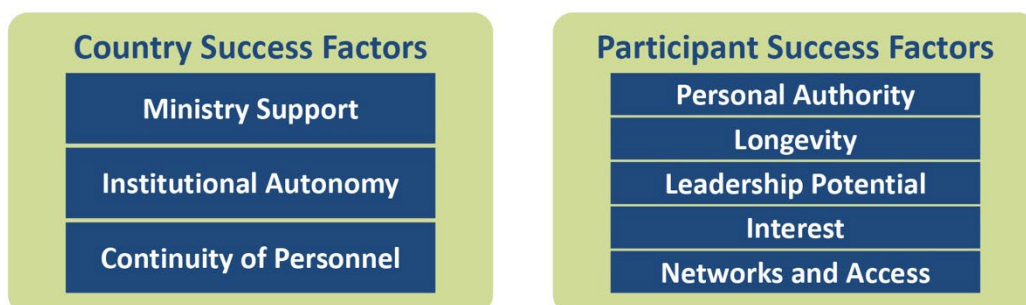 Country Success Factors
Ministry Support
Institutional Autonomy
Continuity of Personnel
Participant Success Factors
Personal Authority
Longevity
Leadership Potential
Interest
Networks and Access